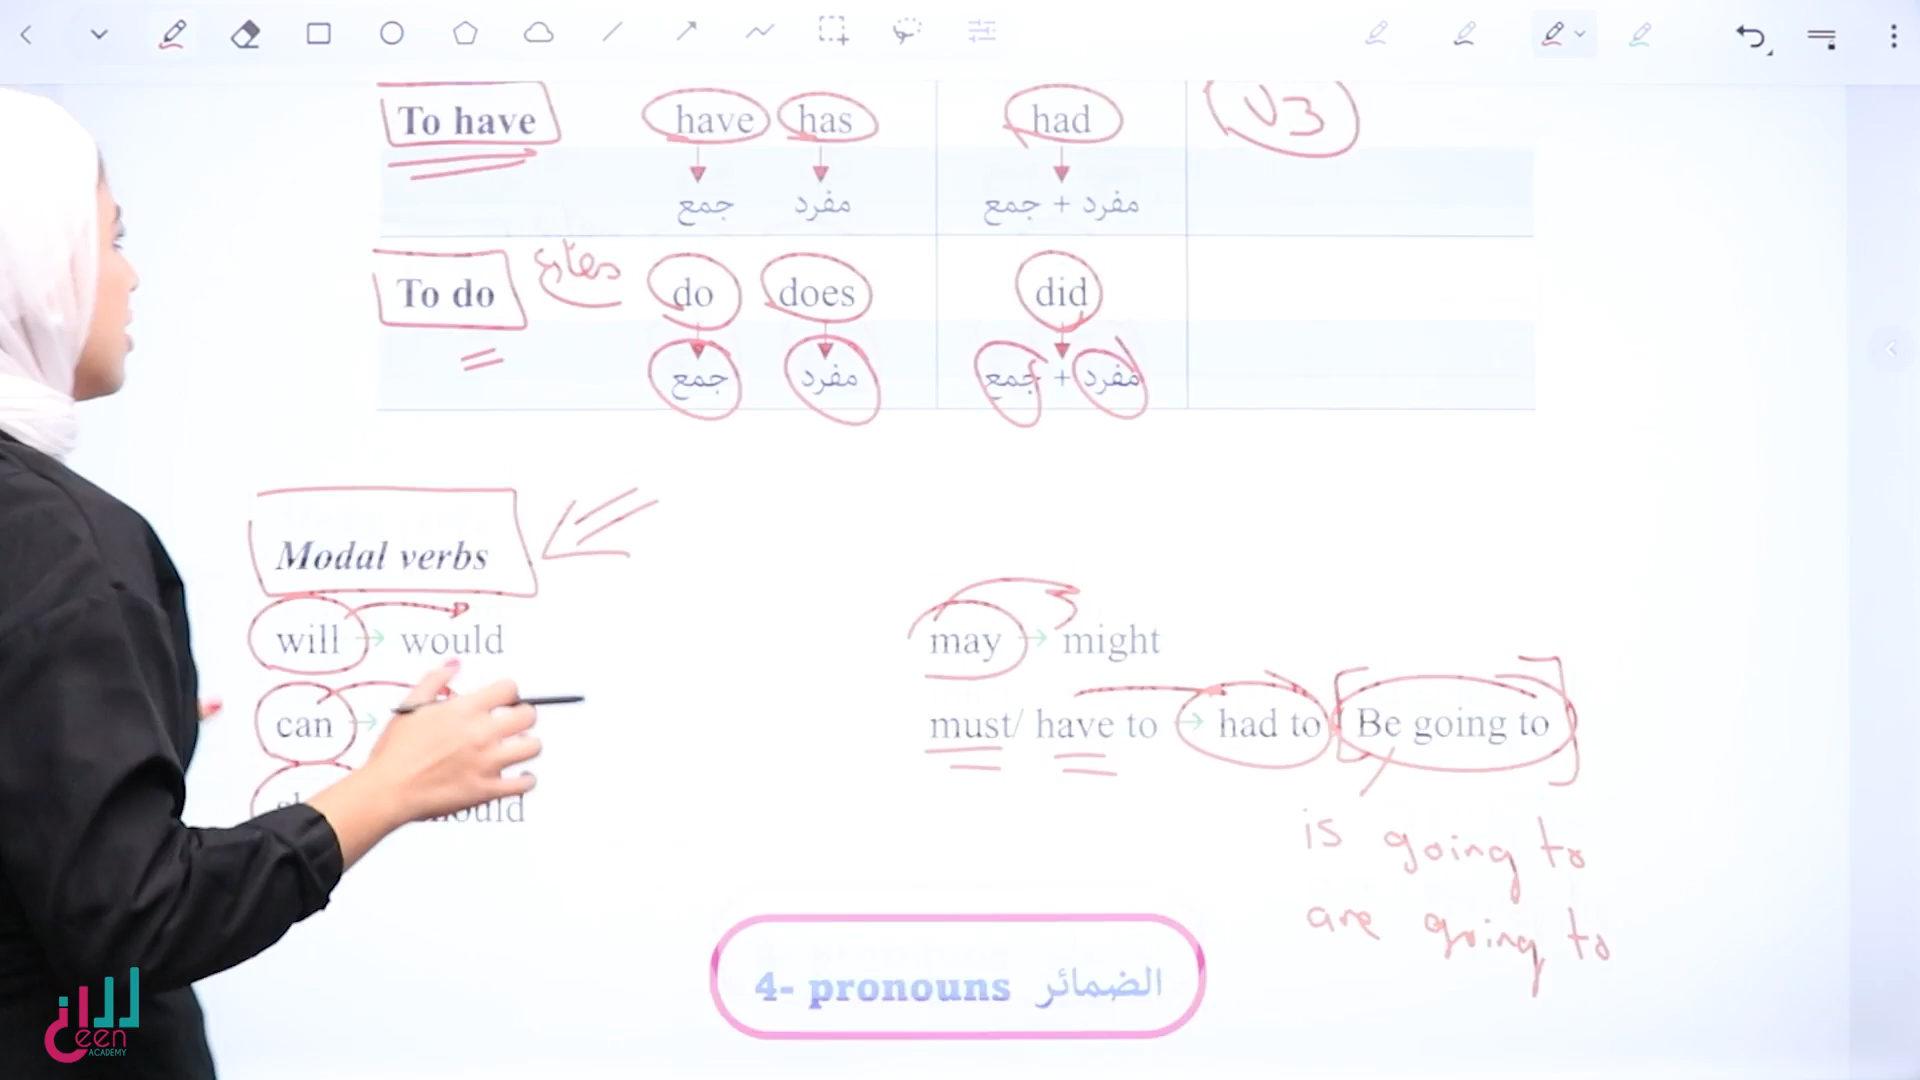 To have have has had V3
جمع مفرد مفرد + جمع
To do do does did
جمع مفرد مفرد + جمع
Modal verbs
will → would
can →
may → might
must/ have to → had to Be going to
is going to
are going to
4- pronouns الضمائر
een
ACADEMY